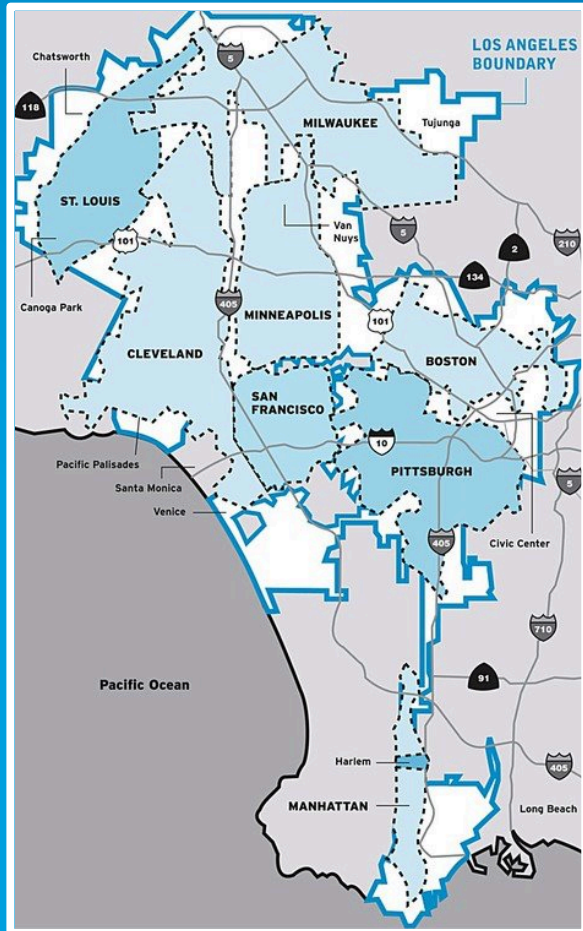 Chatsworth
5
LOS ANGELES
BOUNDARY
118
MILWAUKEE
Tujunga
ST. LOUIS
Van
Nuys
101
5
2
210
134
Canoga Park
405
MINNEAPOLIS
101
CLEVELAND
BOSTON
SAN
FRANCISCO
10
Pacific Palisades
PITTSBURGH
Santa Monica
5
Venice
405
Civic Center
710
Pacific Ocean
91
Harlem
405
MANHATTAN
Long Beach